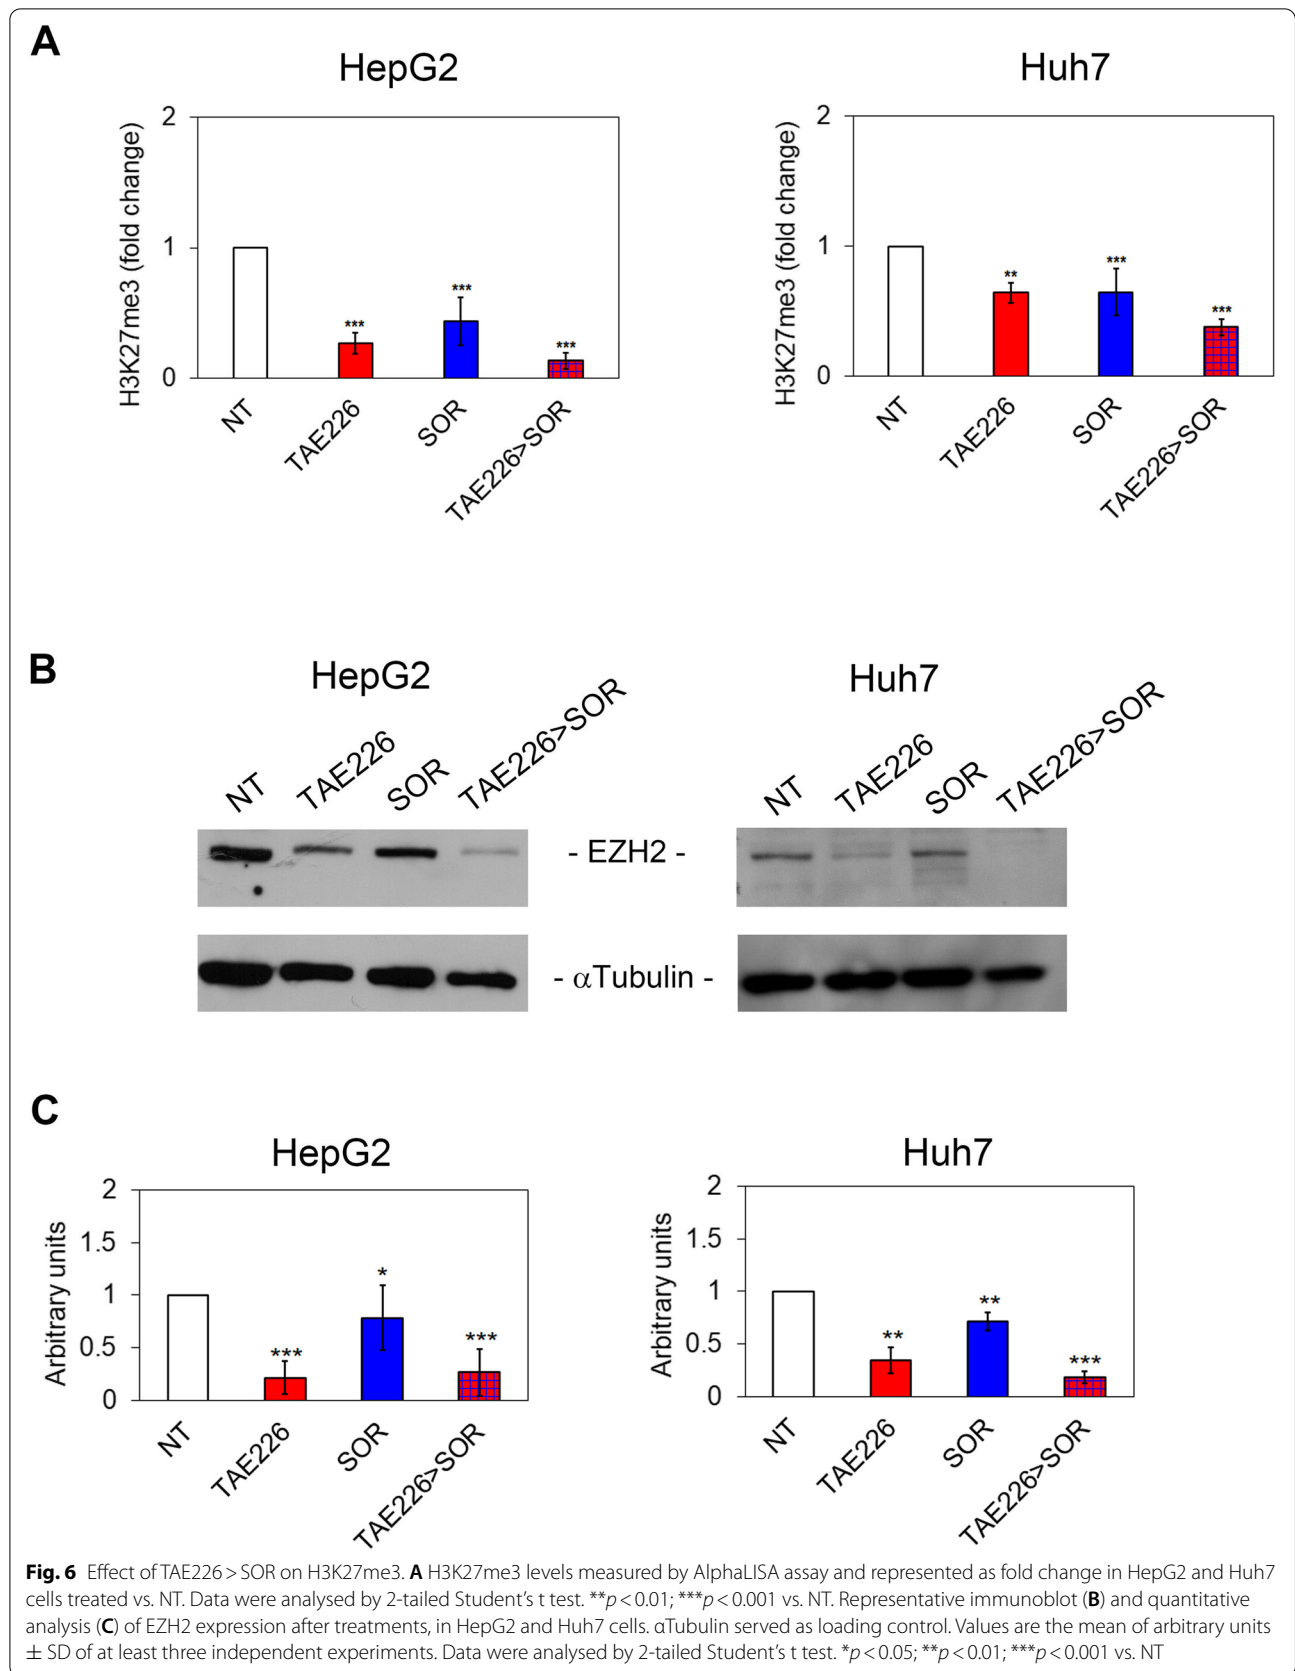 A
HepG2
Huh7
H3K27me3 (fold change)
2
1
0
***
***
***
NT
TAE226
SOR
TAE226>SOR
H3K27me3 (fold change)
2
1
0
**
***
***
NT
TAE226
SOR
TAE226>SOR
B
HepG2
Huh7
NT
TAE226
SOR
TAE226>SOR
NT
TAE226
SOR
TAE226>SOR
- EZH2 -
- αTubulin -
C
HepG2
Huh7
Arbitrary units
2
1.5
1
0.5
0
***
*
***
NT
TAE226
SOR
TAE226>SOR
Arbitrary units
2
1.5
1
0.5
0
**
**
***
NT
TAE226
SOR
TAE226>SOR
Fig. 6 Effect of TAE226 > SOR on H3K27me3. A H3K27me3 levels measured by AlphaLISA assay and represented as fold change in HepG2 and Huh7
cells treated vs. NT. Data were analysed by 2-tailed Student's t test. **p < 0.01; ***p < 0.001 vs. NT. Representative immunoblot (B) and quantitative
analysis (C) of EZH2 expression after treatments, in HepG2 and Huh7 cells. αTubulin served as loading control. Values are the mean of arbitrary units
± SD of at least three independent experiments. Data were analysed by 2-tailed Student's t test. *p < 0.05; **p < 0.01; ***p < 0.001 vs. NT